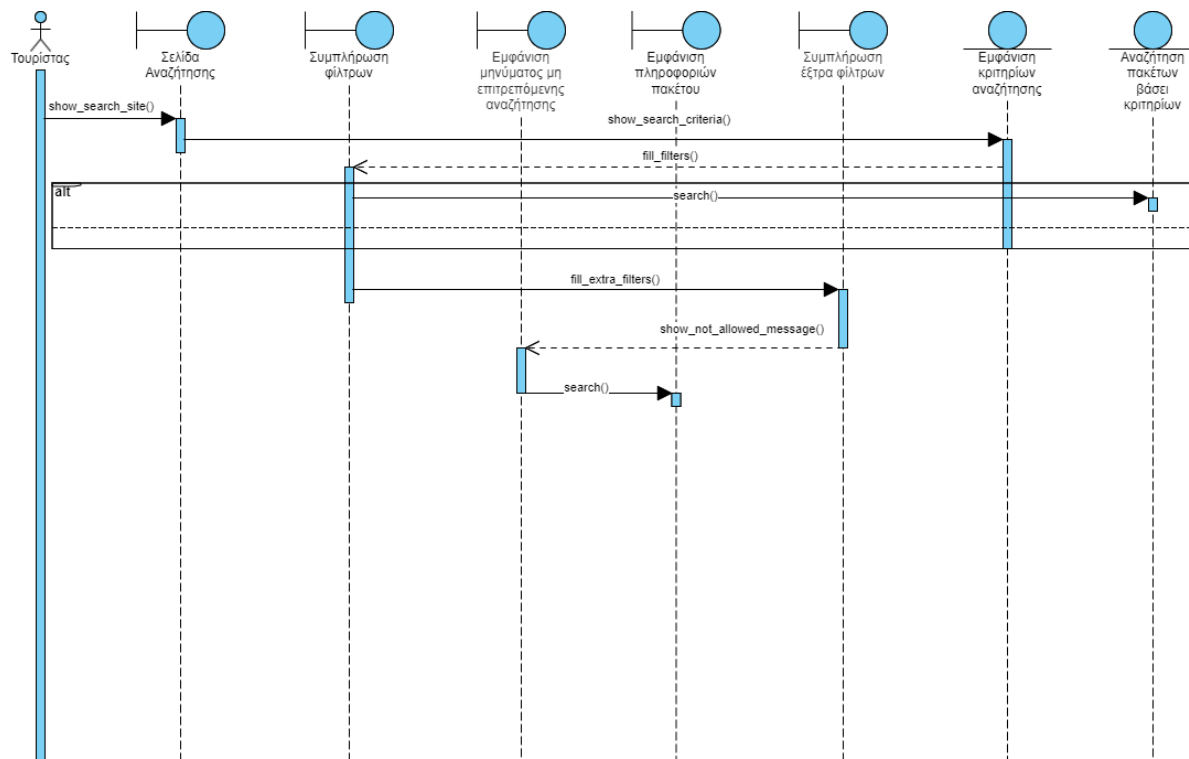 Τουρίστας
Σελίδα
Αναζήτησης
Συμπλήρωση
φίλτρων
Εμφάνιση
μηνύματος μη
επιτρεπόμενης
αναζήτησης
Εμφάνιση
πληροφοριών
πακέτου
Συμπλήρωση
έξτρα φίλτρων
Εμφάνιση
κριτηρίων
αναζήτησης
Αναζήτηση
πακέτων
βάσει
κριτηρίων
show_search_site()
show_search_criteria()
fill_filters()
alt
search()
fill_extra_filters()
show_not_allowed_message()
search()